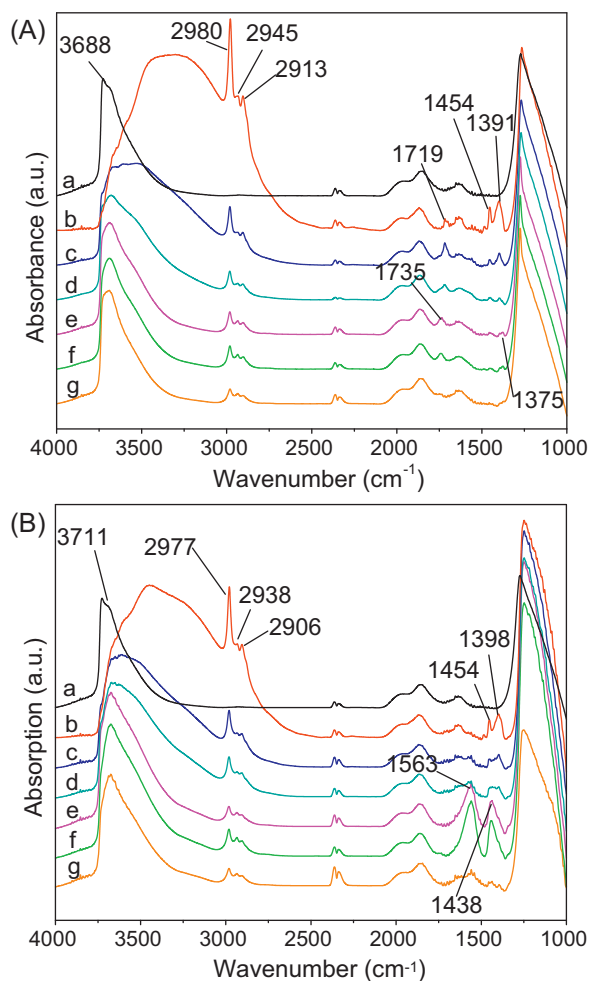 (A)
3688
2980
2945
2913
1454
1391
1719
1735
1375
a
b
c
d
e
f
g
Absorbance (a.u.)
4000 3500 3000 2500 2000 1500 1000
Wavenumber (cm⁻¹)
(B)
3711
2977
2938
2906
1454
1398
1563
1438
a
b
c
d
e
f
g
Absorption (a.u.)
4000 3500 3000 2500 2000 1500 1000
Wavenumber (cm⁻¹)